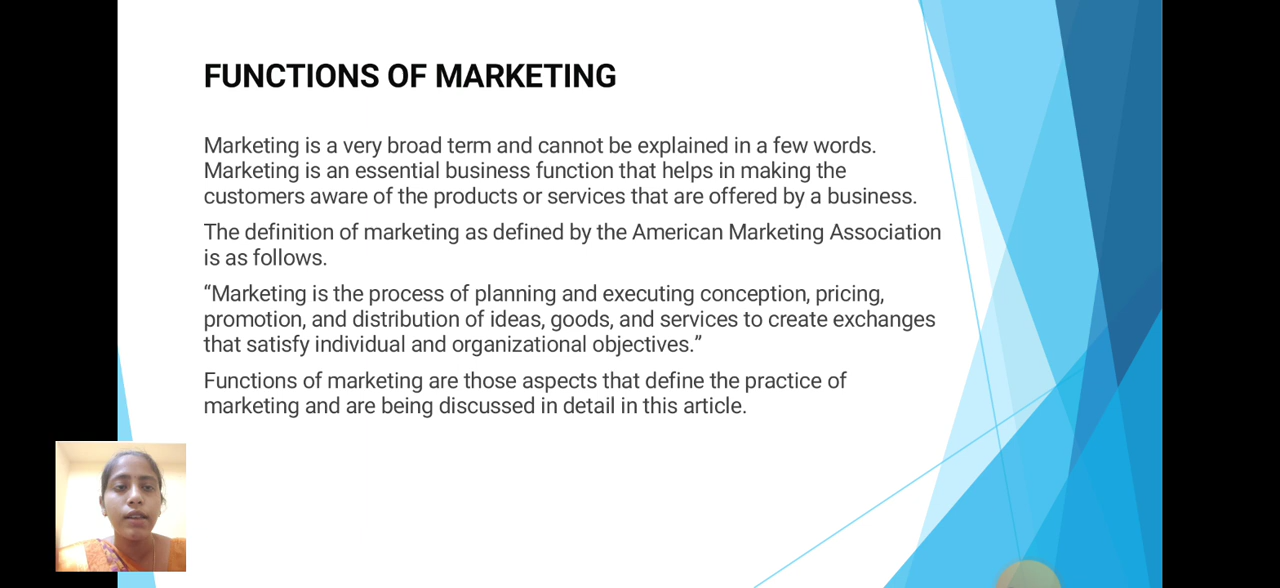 FUNCTIONS OF MARKETING
Marketing is a very broad term and cannot be explained in a few words.
Marketing is an essential business function that helps in making the
customers aware of the products or services that are offered by a business.
The definition of marketing as defined by the American Marketing Association
is as follows.
“Marketing is the process of planning and executing conception, pricing,
promotion, and distribution of ideas, goods, and services to create exchanges
that satisfy individual and organizational objectives.”
Functions of marketing are those aspects that define the practice of
marketing and are being discussed in detail in this article.